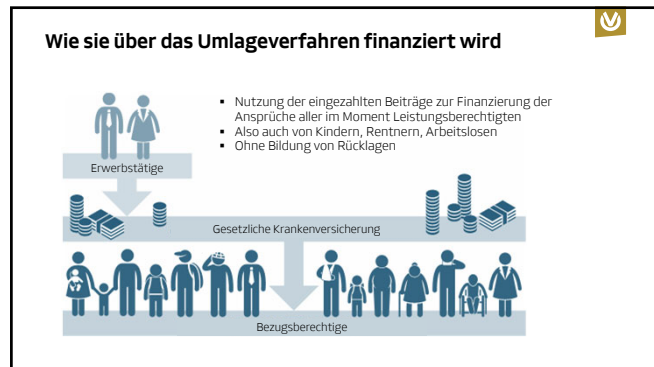 Wie sie über das Umlageverfahren finanziert wird
▪ Nutzung der eingezahlten Beiträge zur Finanzierung der
Ansprüche aller im Moment Leistungsberechtigten
▪ Also auch von Kindern, Rentnern, Arbeitslosen
▪ Ohne Bildung von Rücklagen
Erwerbstätige
Gesetzliche Krankenversicherung
Bezugsberechtige